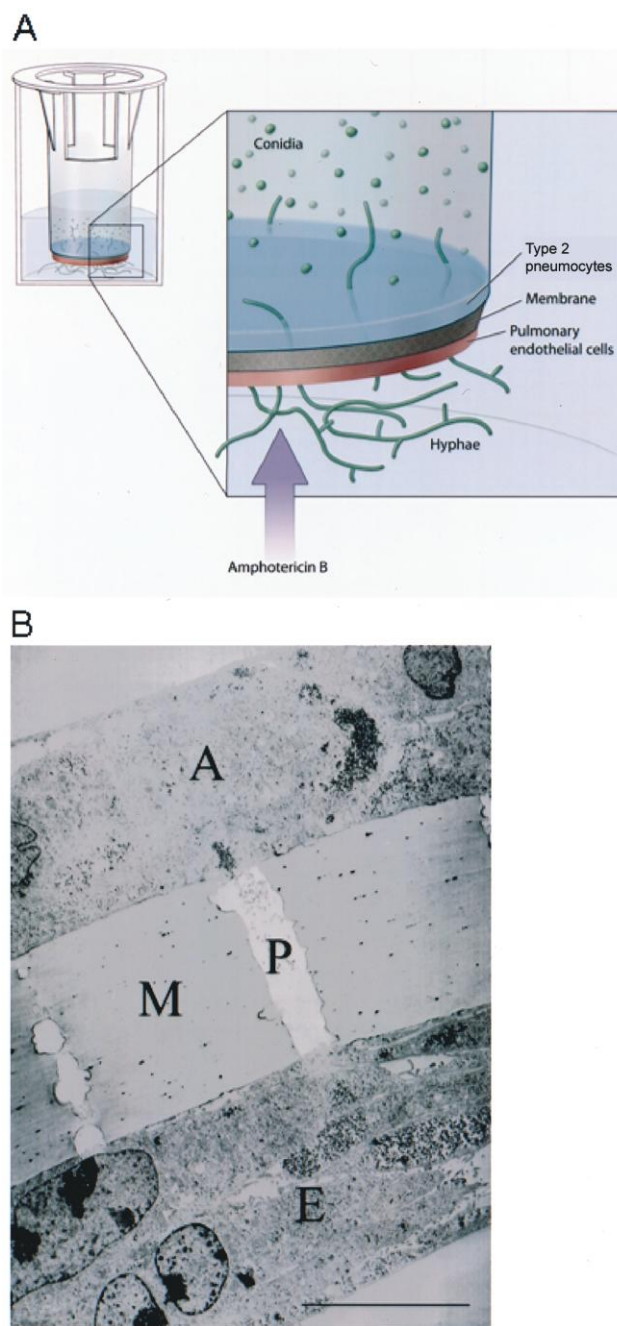 A
Conidia
Type 2
pneumocytes
Membrane
Pulmonary
endothelial cells
Hyphae
Amphotericin B
B
A
P
M
E